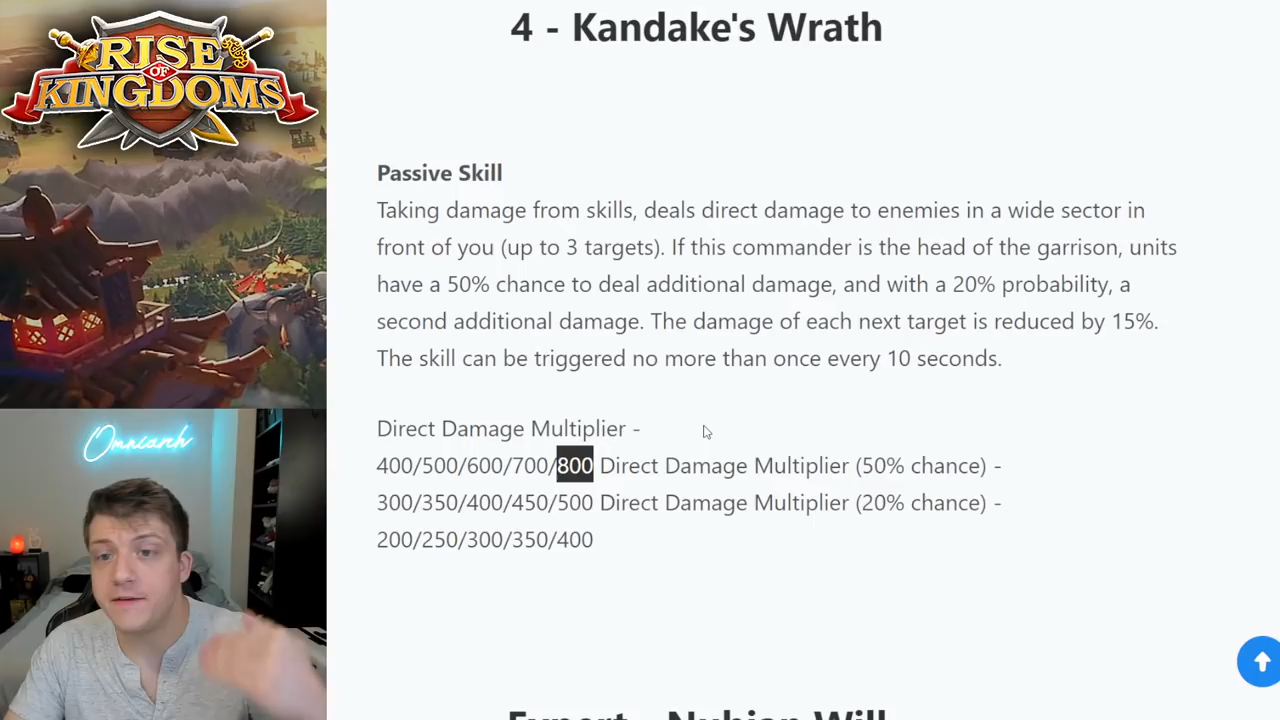 4 - Kandake's Wrath
RISE
OF
KINGDOMS
Passive Skill
Taking damage from skills, deals direct damage to enemies in a wide sector in
front of you (up to 3 targets). If this commander is the head of the garrison, units
have a 50% chance to deal additional damage, and with a 20% probability, a
second additional damage. The damage of each next target is reduced by 15%.
The skill can be triggered no more than once every 10 seconds.
Direct Damage Multiplier -
400/500/600/700/800 Direct Damage Multiplier (50% chance) -
300/350/400/450/500 Direct Damage Multiplier (20% chance) -
200/250/300/350/400
Omniarch
Expert - Nubian Will